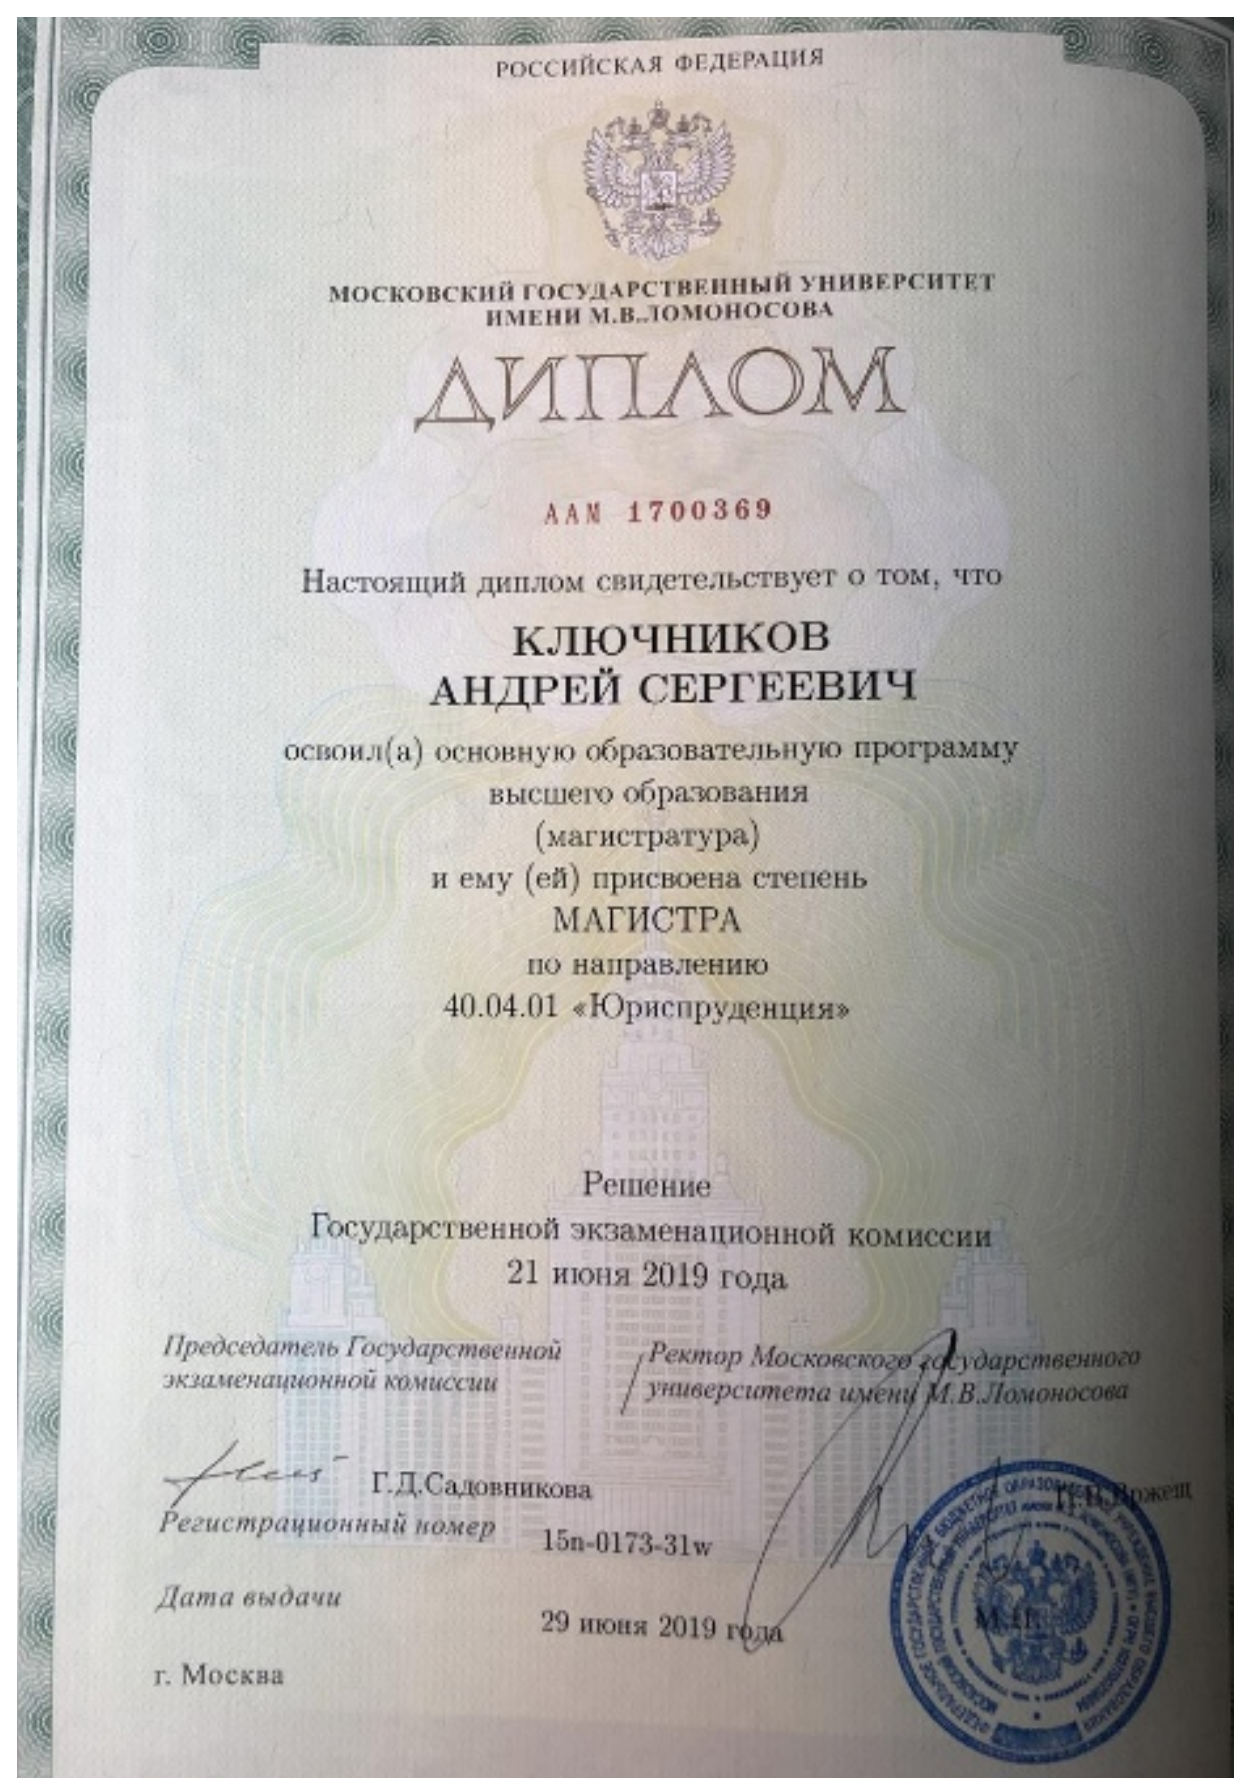 РОССИЙСКАЯ ФЕДЕРАЦИЯ
МОСКОВСКИЙ ГОСУДАРСТВЕННЫЙ УНИВЕРСИТЕТ
ИМЕНИ М.В.ЛОМОНОСОВА
ДИПЛОМ
ААМ 1700369
Настоящий диплом свидетельствует о том, что
КЛЮЧНИКОВ
АНДРЕЙ СЕРГЕЕВИЧ
освоил(а) основную образовательную программу
высшего образования
(магистратура)
и ему (ей) присвоена степень
МАГИСТРА
по направлению
40.04.01 «Юриспруденция»
Решение
Государственной экзаменационной комиссии
21 июня 2019 года
Председатель Государственной
экзаменационной комиссии
Ректор Московского государственного
университета имени М.В.Ломоносова
Г.Д.Садовникова
П.В.Вржещ
Регистрационный номер 15п-0173-31w
Дата выдачи
29 июня 2019 года
М.П.
г. Москва